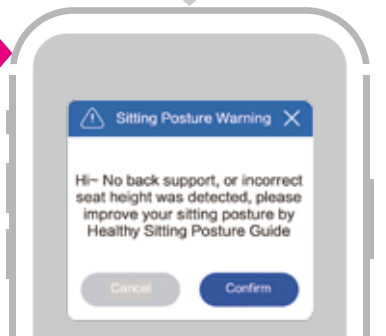 Sitting Posture Warning
Hi~ No back support, or incorrect
seat height was detected, please
improve your sitting posture by
Healthy Sitting Posture Guide
Cancel
Confirm